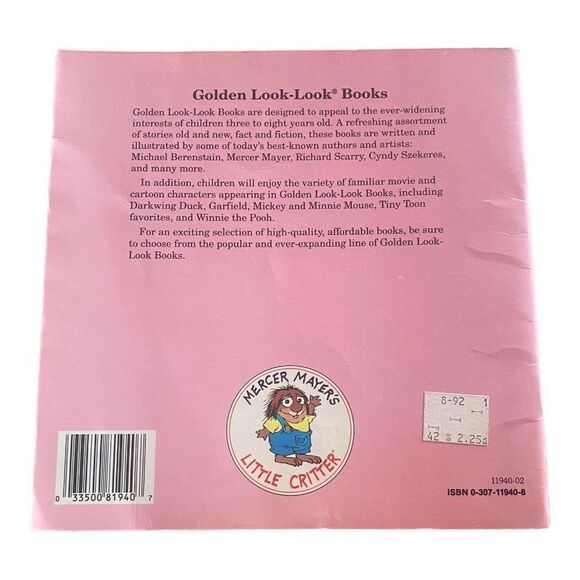 Golden Look-Look® Books
Golden Look-Look Books are designed to appeal to the ever-widening
interests of children three to eight years old. A refreshing assortment
of stories old and new, fact and fiction, these books are written and
illustrated by some of today's best-known authors and artists:
Michael Berenstain, Mercer Mayer, Richard Scarry, Cyndy Szekeres,
and many more.
In addition, children will enjoy the variety of familiar movie and
cartoon characters appearing in Golden Look-Look Books, including
Darkwing Duck, Garfield, Mickey and Minnie Mouse, Tiny Toon
favorites, and Winnie the Pooh.
For an exciting selection of high-quality, affordable books, be sure
to choose from the popular and ever-expanding line of Golden Look-
Look Books.
MERCER MAYER'S
LITTLE CRITTER®
8-92 1
42 $ 2.25
0 33500 81940 7
11940-02
ISBN 0-307-11940-8